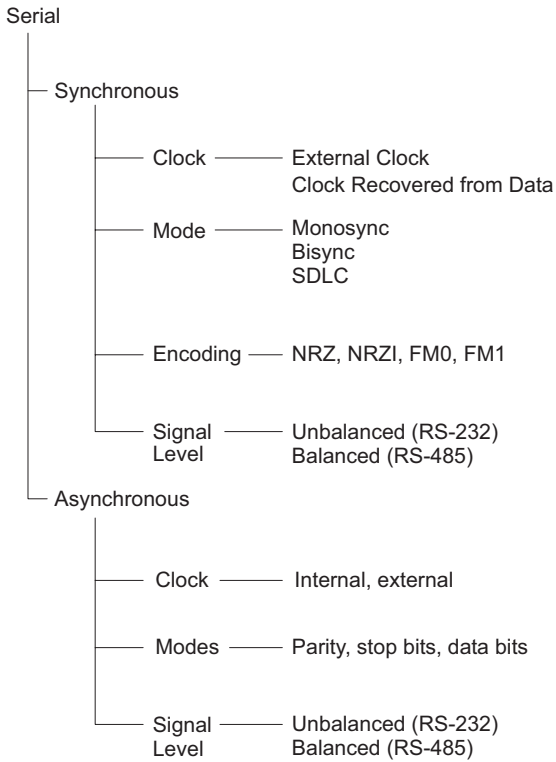 Serial
Synchronous
Clock External Clock
Clock Recovered from Data
Mode Monosync
Bisync
SDLC
Encoding NRZ, NRZI, FM0, FM1
Signal Unbalanced (RS-232)
Level Balanced (RS-485)
Asynchronous
Clock Internal, external
Modes Parity, stop bits, data bits
Signal Unbalanced (RS-232)
Level Balanced (RS-485)